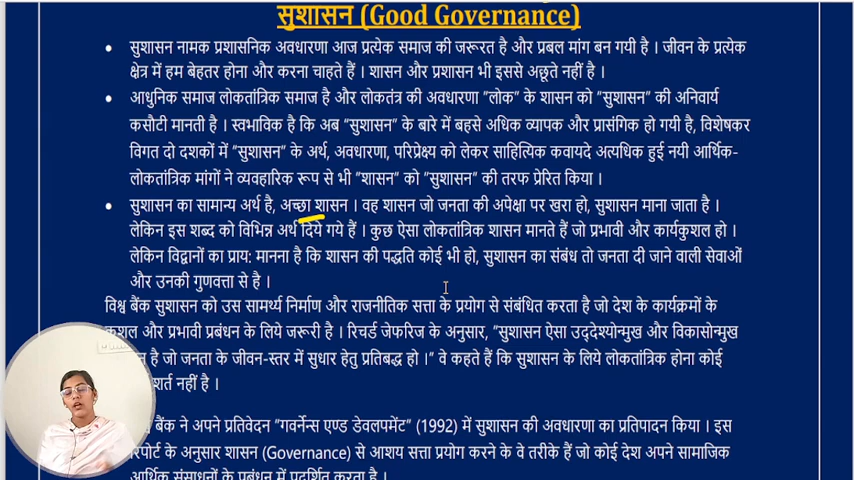 सुशासन (Good Governance)
सुशासन नामक प्रशासनिक अवधारणा आज प्रत्येक समाज की जरूरत है और प्रबल मांग बन गयी है । जीवन के प्रत्येक
क्षेत्र में हम बेहतर होना और करना चाहते हैं । शासन और प्रशासन भी इससे अछूते नहीं है ।
आधुनिक समाज लोकतांत्रिक समाज है और लोकतंत्र की अवधारणा "लोक" के शासन को "सुशासन" की अनिवार्य
कसौटी मानती है । स्वभाविक है कि अब "सुशासन" के बारे में बहसे अधिक व्यापक और प्रासंगिक हो गयी है, विशेषकर
विगत दो दशकों में "सुशासन" के अर्थ, अवधारणा, परिप्रेक्ष्य को लेकर साहित्यिक कवायदे अत्यधिक हुई नयी आर्थिक-
लोकतांत्रिक मांगों ने व्यवहारिक रूप से भी "शासन" को "सुशासन" की तरफ प्रेरित किया ।
सुशासन का सामान्य अर्थ है, अच्छा शासन । वह शासन जो जनता की अपेक्षा पर खरा हो, सुशासन माना जाता है ।
लेकिन इस शब्द को विभिन्न अर्थ दिये गये हैं । कुछ ऐसा लोकतांत्रिक शासन मानते हैं जो प्रभावी और कार्यकुशल हो ।
लेकिन विद्वानों का प्राय: मानना है कि शासन की पद्धति कोई भी हो, सुशासन का संबंध तो जनता दी जाने वाली सेवाओं
और उनकी गुणवत्ता से है ।
विश्व बैंक सुशासन को उस सामर्थ्य निर्माण और राजनीतिक सत्ता के प्रयोग से संबंधित करता है जो देश के कार्यक्रमों के
कुशल और प्रभावी प्रबंधन के लिये जरूरी है । रिचर्ड जेफरिज के अनुसार, "सुशासन ऐसा उद्देश्योन्मुख और विकासोन्मुख
है जो जनता के जीवन-स्तर में सुधार हेतु प्रतिबद्ध हो ।" वे कहते हैं कि सुशासन के लिये लोकतांत्रिक होना कोई
शर्त नहीं है ।
बैंक ने अपने प्रतिवेदन "गवर्नेन्स एण्ड डेवलपमेंट" (1992) में सुशासन की अवधारणा का प्रतिपादन किया । इस
रिपोर्ट के अनुसार शासन (Governance) से आशय सत्ता प्रयोग करने के वे तरीके हैं जो कोई देश अपने सामाजिक
आर्थिक संसाधनों के प्रबंधन में प्रदर्शित करता है ।